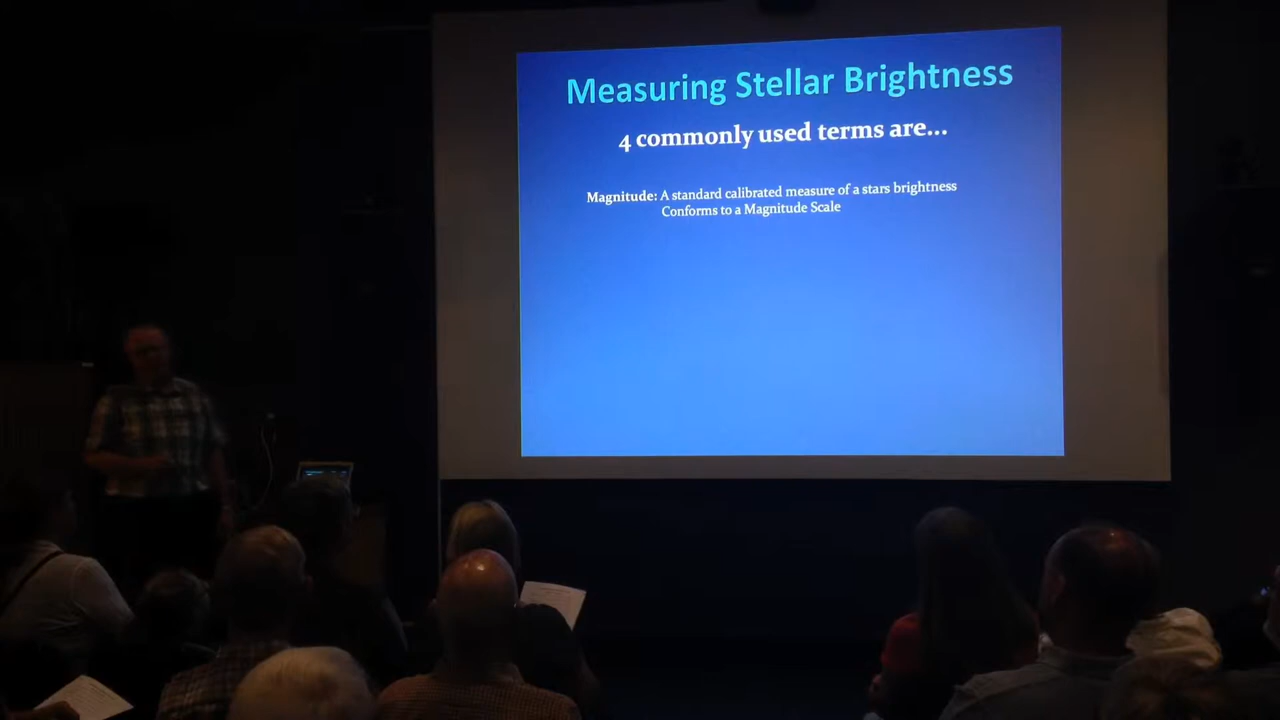 Measuring Stellar Brightness
4 commonly used terms are...
Magnitude: A standard calibrated measure of a stars brightness
Conforms to a Magnitude Scale